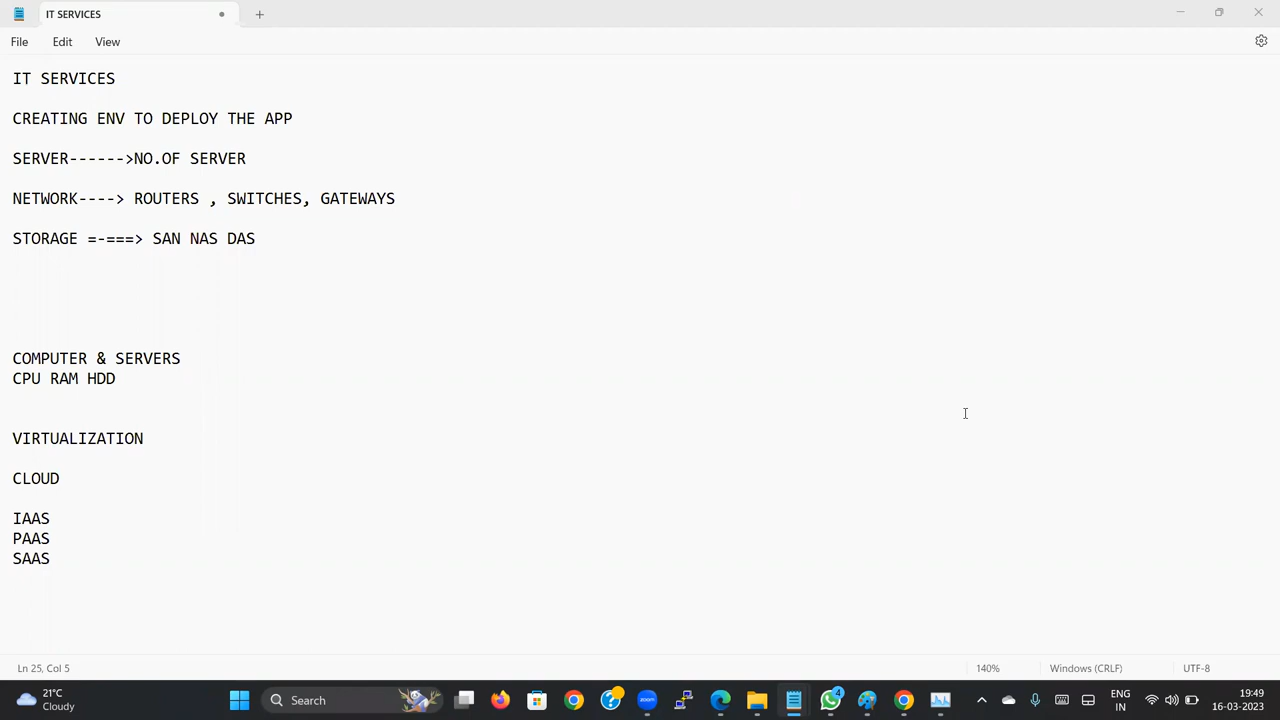 IT SERVICES
File Edit View
IT SERVICES
CREATING ENV TO DEPLOY THE APP
SERVER------>NO.OF SERVER
NETWORK----> ROUTERS , SWITCHES, GATEWAYS
STORAGE =-===> SAN NAS DAS
COMPUTER & SERVERS
CPU RAM HDD
VIRTUALIZATION
CLOUD
IAAS
PAAS
SAAS
Ln 25, Col 5 140% Windows (CRLF) UTF-8
21°C
Cloudy
Search
zoom
4
ENG
IN
19:49
16-03-2023